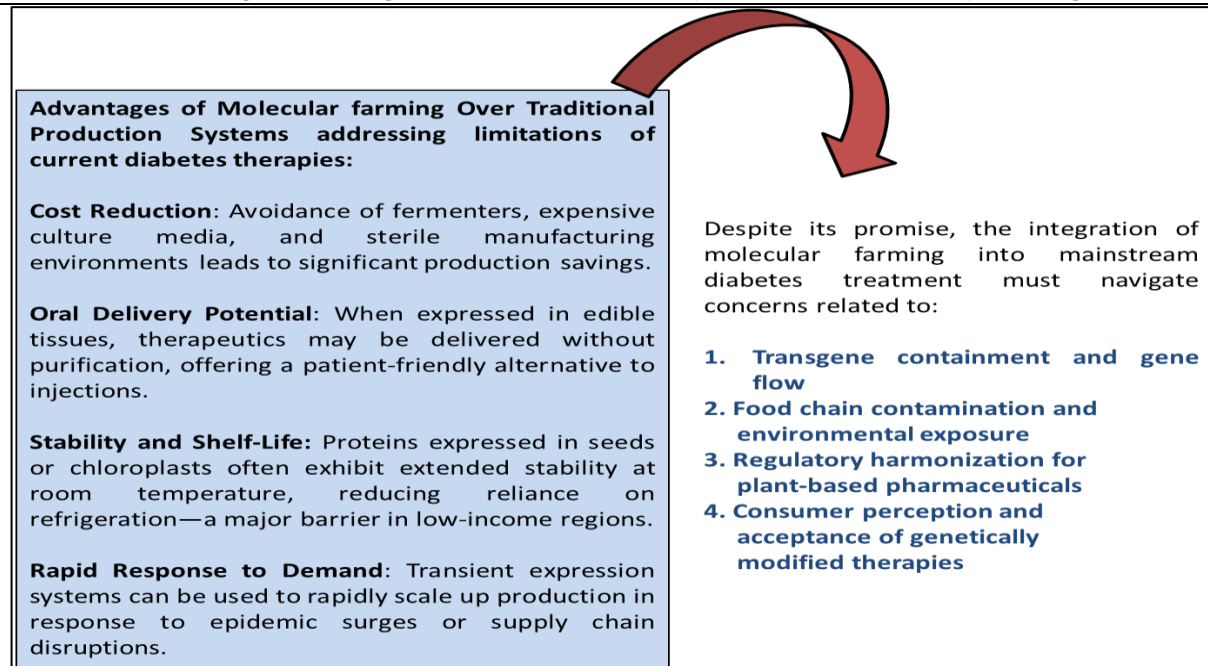 Advantages of Molecular farming Over Traditional
Production Systems addressing limitations of
current diabetes therapies:
Cost Reduction: Avoidance of fermenters, expensive
culture media, and sterile manufacturing
environments leads to significant production savings.
Oral Delivery Potential: When expressed in edible
tissues, therapeutics may be delivered without
purification, offering a patient-friendly alternative to
injections.
Stability and Shelf-Life: Proteins expressed in seeds
or chloroplasts often exhibit extended stability at
room temperature, reducing reliance on
refrigeration—a major barrier in low-income regions.
Rapid Response to Demand: Transient expression
systems can be used to rapidly scale up production in
response to epidemic surges or supply chain
disruptions.
Despite its promise, the integration of
molecular farming into mainstream
diabetes treatment must navigate
concerns related to:
1. Transgene containment and gene
flow
2. Food chain contamination and
environmental exposure
3. Regulatory harmonization for
plant-based pharmaceuticals
4. Consumer perception and
acceptance of genetically
modified therapies